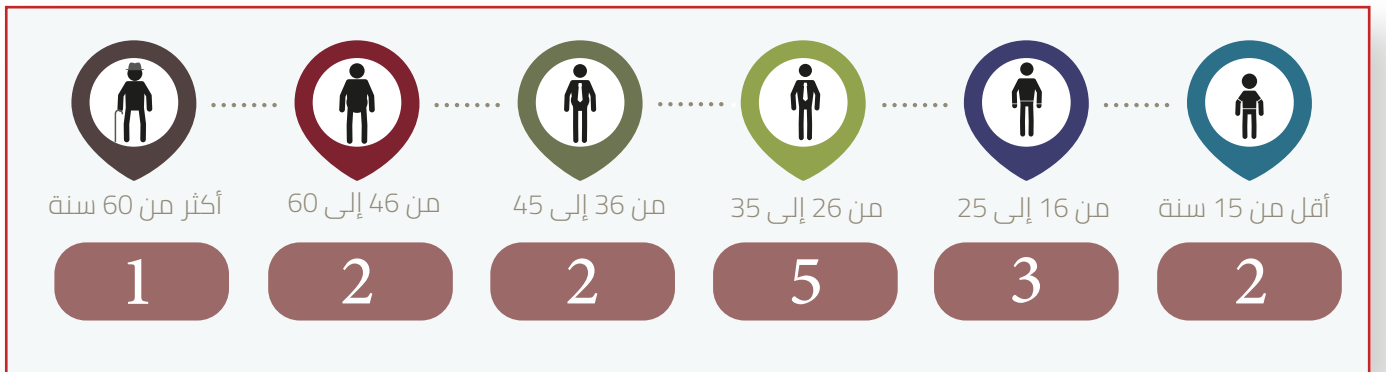 أقل من 15 سنة
من 16 إلى 25
من 26 إلى 35
من 36 إلى 45
من 46 إلى 60
أكثر من 60 سنة
2
3
5
2
2
1